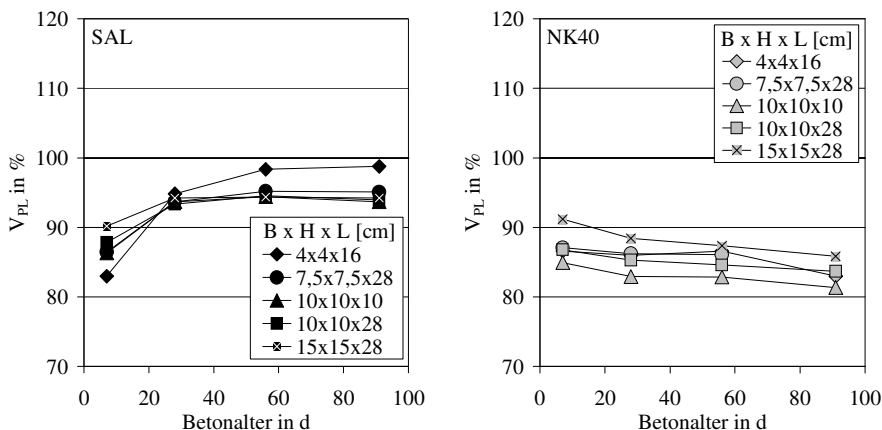 SAL
120
110
100
90
80
70
V_PL in %
0 20 40 60 80 100
Betonalter in d
B x H x L [cm]
4x4x16
7,5x7,5x28
10x10x10
10x10x28
15x15x28
NK40
120
110
100
90
80
70
V_PL in %
0 20 40 60 80 100
Betonalter in d
B x H x L [cm]
4x4x16
7,5x7,5x28
10x10x10
10x10x28
15x15x28